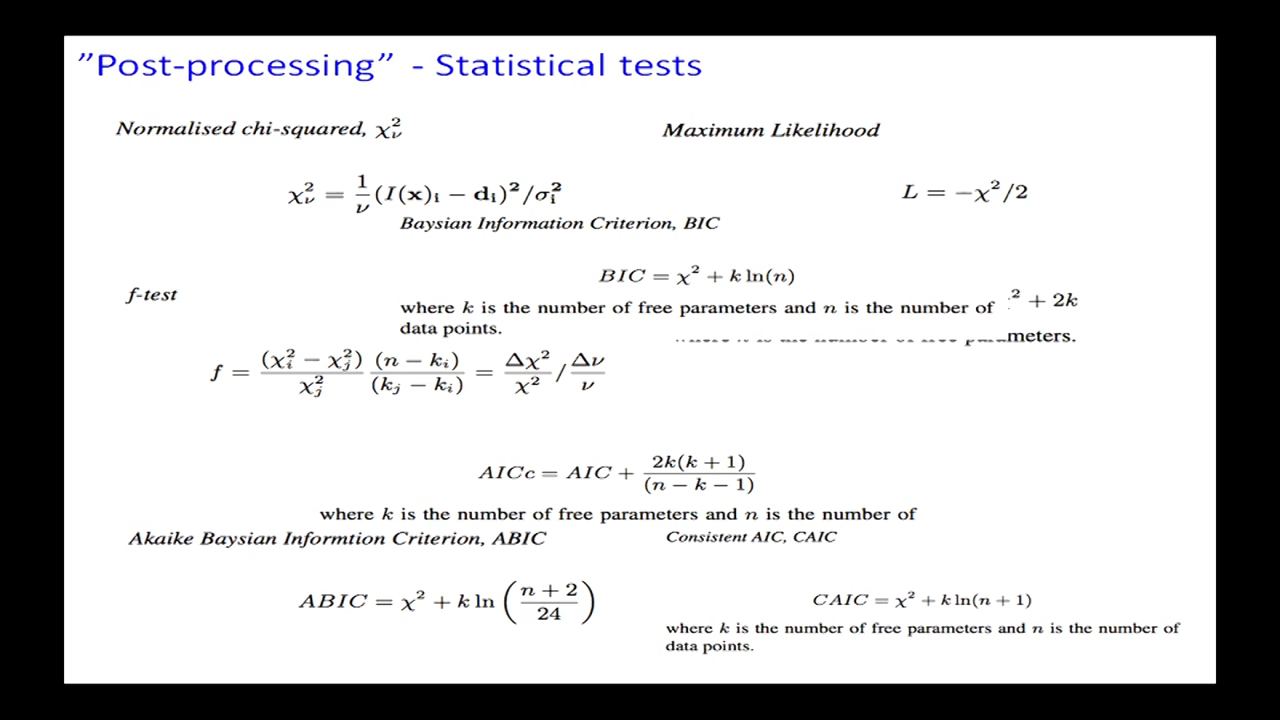 ”Post-processing” - Statistical tests
Normalised chi-squared, χ²ᵥ
Maximum Likelihood
χ²ᵥ = 1/ν (I(x)ᵢ − dᵢ)²/σᵢ²
L = −χ²/2
Baysian Information Criterion, BIC
BIC = χ² + k ln(n)
f-test
where k is the number of free parameters and n is the number of
data points.
² + 2k
meters.
f = (χᵢ² − χⱼ²)/χⱼ² (n − kᵢ)/(kⱼ − kᵢ) = Δχ²/χ² / Δν/ν
AICc = AIC + 2k(k + 1)/(n − k − 1)
where k is the number of free parameters and n is the number of
Akaike Baysian Informtion Criterion, ABIC
Consistent AIC, CAIC
ABIC = χ² + k ln ((n + 2)/24)
CAIC = χ² + k ln(n + 1)
where k is the number of free parameters and n is the number of
data points.